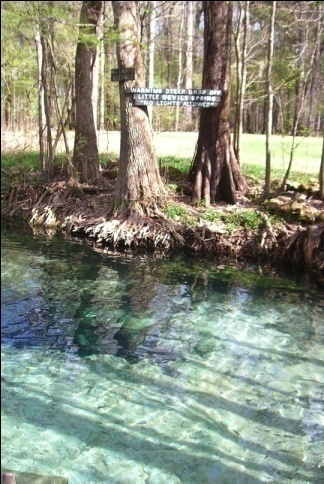 WARNING STEEP DROP OFF
LITTLE DEVILS SPRING
"NO LIGHTS ALLOWED"